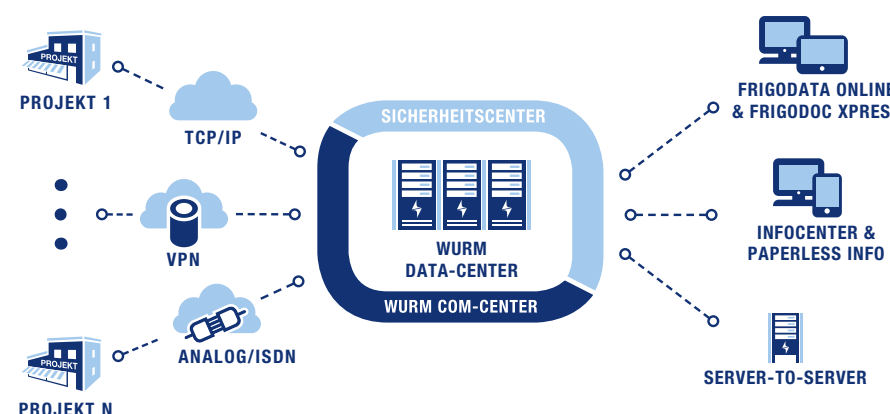 PROJEKT
PROJEKT 1
TCP/IP
VPN
ANALOG/ISDN
PROJEKT
PROJEKT N
SICHERHEITSCENTER
WURM
DATA-CENTER
WURM COM-CENTER
FRIGODATA ONLINE
& FRIGODOC XPRES
INFOCENTER &
PAPERLESS INFO
SERVER-TO-SERVER